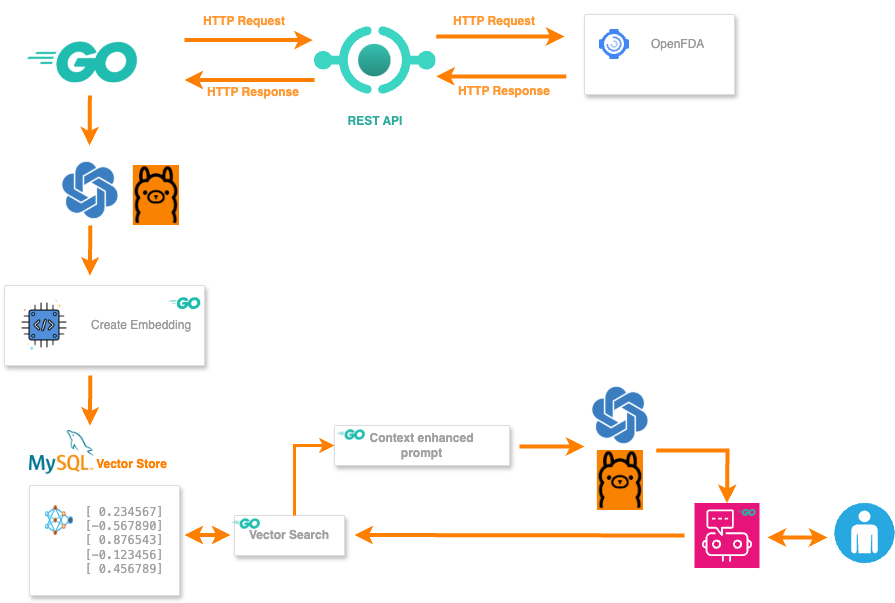 HTTP Request
HTTP Request
GO
OpenFDA
HTTP Response
HTTP Response
REST API
GO
Create Embedding
MySQL Vector Store
GO
Context enhanced
prompt
[ 0.234567]
[-0.567890]
[ 0.876543]
[-0.123456]
[ 0.456789]
GO
Vector Search
GO